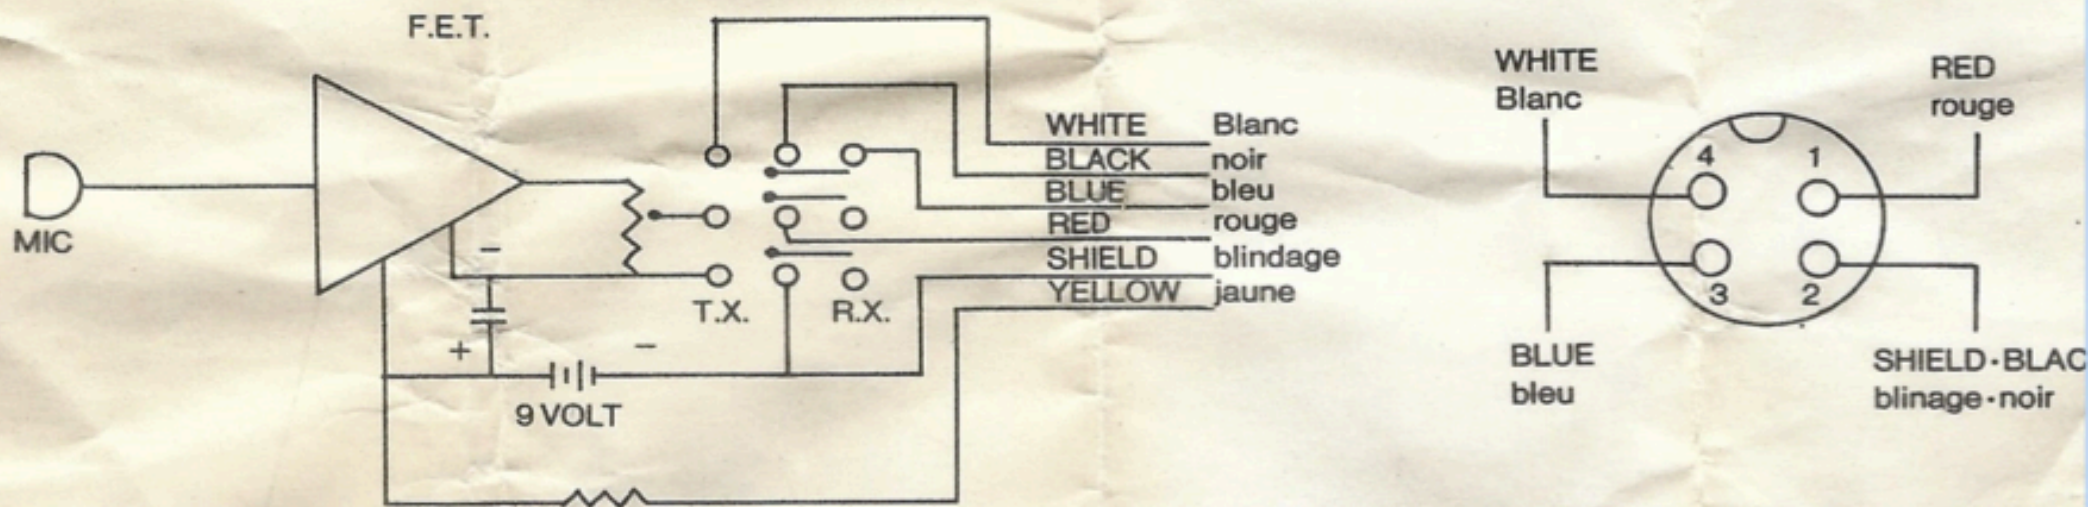 F.E.T.
MIC
WHITE Blanc
BLACK noir
BLUE bleu
RED rouge
SHIELD blindage
YELLOW jaune
T.X.
R.X.
−
+
−
9 VOLT
WHITE
Blanc
RED
rouge
4 1
3 2
BLUE
bleu
SHIELD·BLAC
blinage·noir